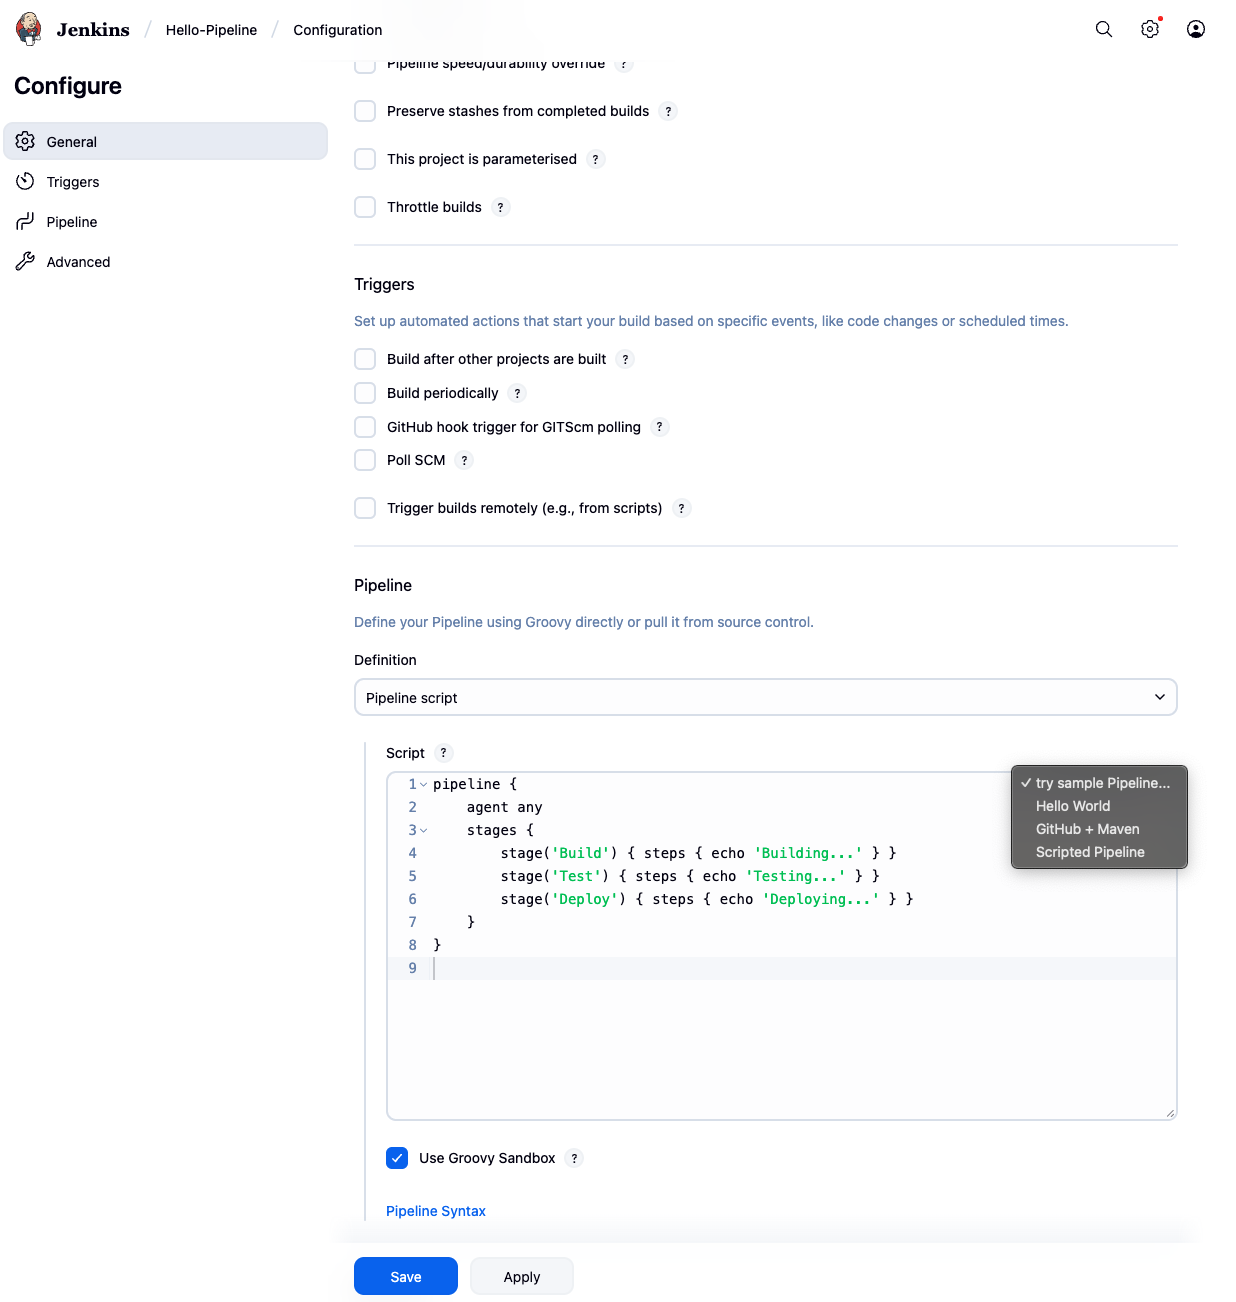 Jenkins / Hello-Pipeline / Configuration
Configure
General
Triggers
Pipeline
Advanced
Pipeline speed/durability override ?
Preserve stashes from completed builds ?
This project is parameterised ?
Throttle builds ?
Triggers
Set up automated actions that start your build based on specific events, like code changes or scheduled times.
Build after other projects are built ?
Build periodically ?
GitHub hook trigger for GITScm polling ?
Poll SCM ?
Trigger builds remotely (e.g., from scripts) ?
Pipeline
Define your Pipeline using Groovy directly or pull it from source control.
Definition
Pipeline script
Script ?
try sample Pipeline...
Hello World
GitHub + Maven
Scripted Pipeline
1 pipeline {
2     agent any
3     stages {
4         stage('Build') { steps { echo 'Building...' } }
5         stage('Test') { steps { echo 'Testing...' } }
6         stage('Deploy') { steps { echo 'Deploying...' } }
7     }
8 }
9
Use Groovy Sandbox ?
Pipeline Syntax
Save
Apply